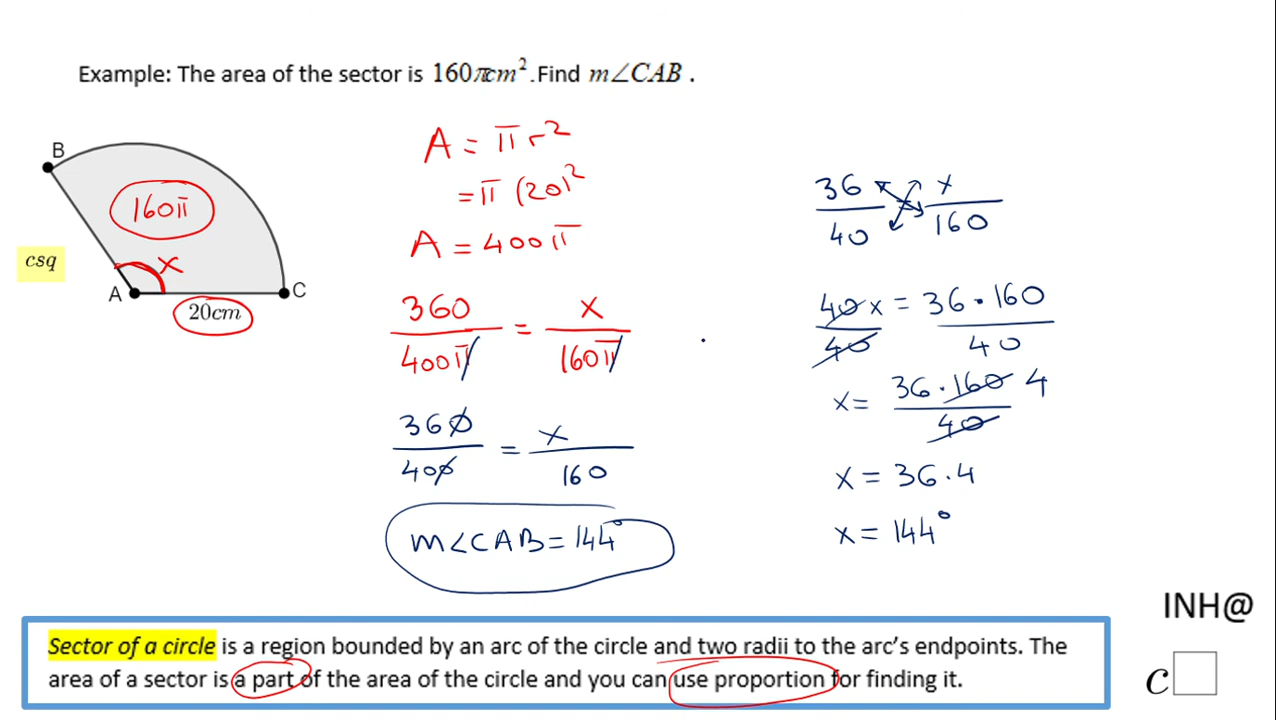 Example: The area of the sector is 160πcm². Find m∠CAB .
B
160π
csq
x
A
C
20cm
A = πr²
= π (20)²
A = 400π
360/400π = x/160π
360/400 = x/160
m∠CAB = 144°
36/40 x/160
40x/40 = 36·160/40
x = 36·160/40 4
x = 36·4
x = 144°
Sector of a circle is a region bounded by an arc of the circle and two radii to the arc's endpoints. The
area of a sector is a part of the area of the circle and you can use proportion for finding it.
INH@
c